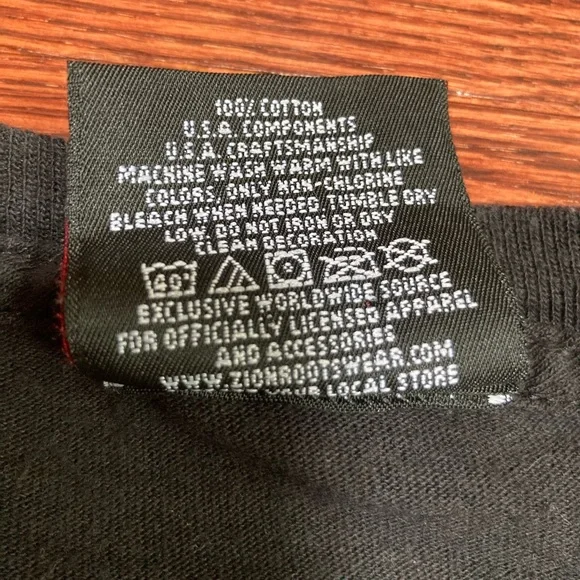 100% COTTON
U.S.A. COMPONENTS
U.S.A. CRAFTSMANSHIP
MACHINE WASH WARM WITH LIKE
COLORS, ONLY NON-CHLORINE
BLEACH WHEN NEEDED TUMBLE DRY
LOW. DO NOT IRON OR DRY
CLEAN DECORATION
40°
EXCLUSIVE WORLDWIDE SOURCE
FOR OFFICIALLY LICENSED APPAREL
AND ACCESSORIES
WWW.ZIONROOTSWEAR.COM
LOCAL STORE